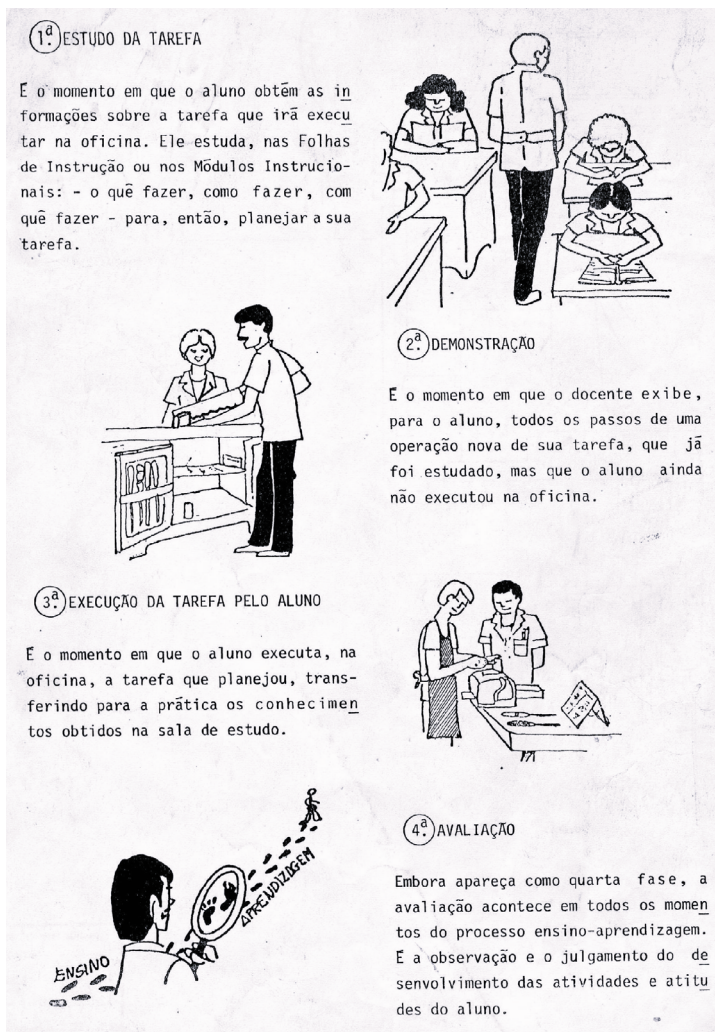 1ª ESTUDO DA TAREFA
É o momento em que o aluno obtém as in
formações sobre a tarefa que irá execu
tar na oficina. Ele estuda, nas Folhas
de Instrução ou nos Módulos Instrucio-
nais: - o quê fazer, como fazer, com
quê fazer - para, então, planejar a sua
tarefa.
2ª DEMONSTRAÇÃO
É o momento em que o docente exibe,
para o aluno, todos os passos de uma
operação nova de sua tarefa, que já
foi estudado, mas que o aluno ainda
não executou na oficina.
3ª EXECUÇÃO DA TAREFA PELO ALUNO
É o momento em que o aluno executa, na
oficina, a tarefa que planejou, trans-
ferindo para a prática os conhecimen
tos obtidos na sala de estudo.
ENSINO
APRENDIZAGEM
4ª AVALIAÇÃO
Embora apareça como quarta fase, a
avaliação acontece em todos os momen
tos do processo ensino-aprendizagem.
É a observação e o julgamento do de
senvolvimento das atividades e atitu
des do aluno.